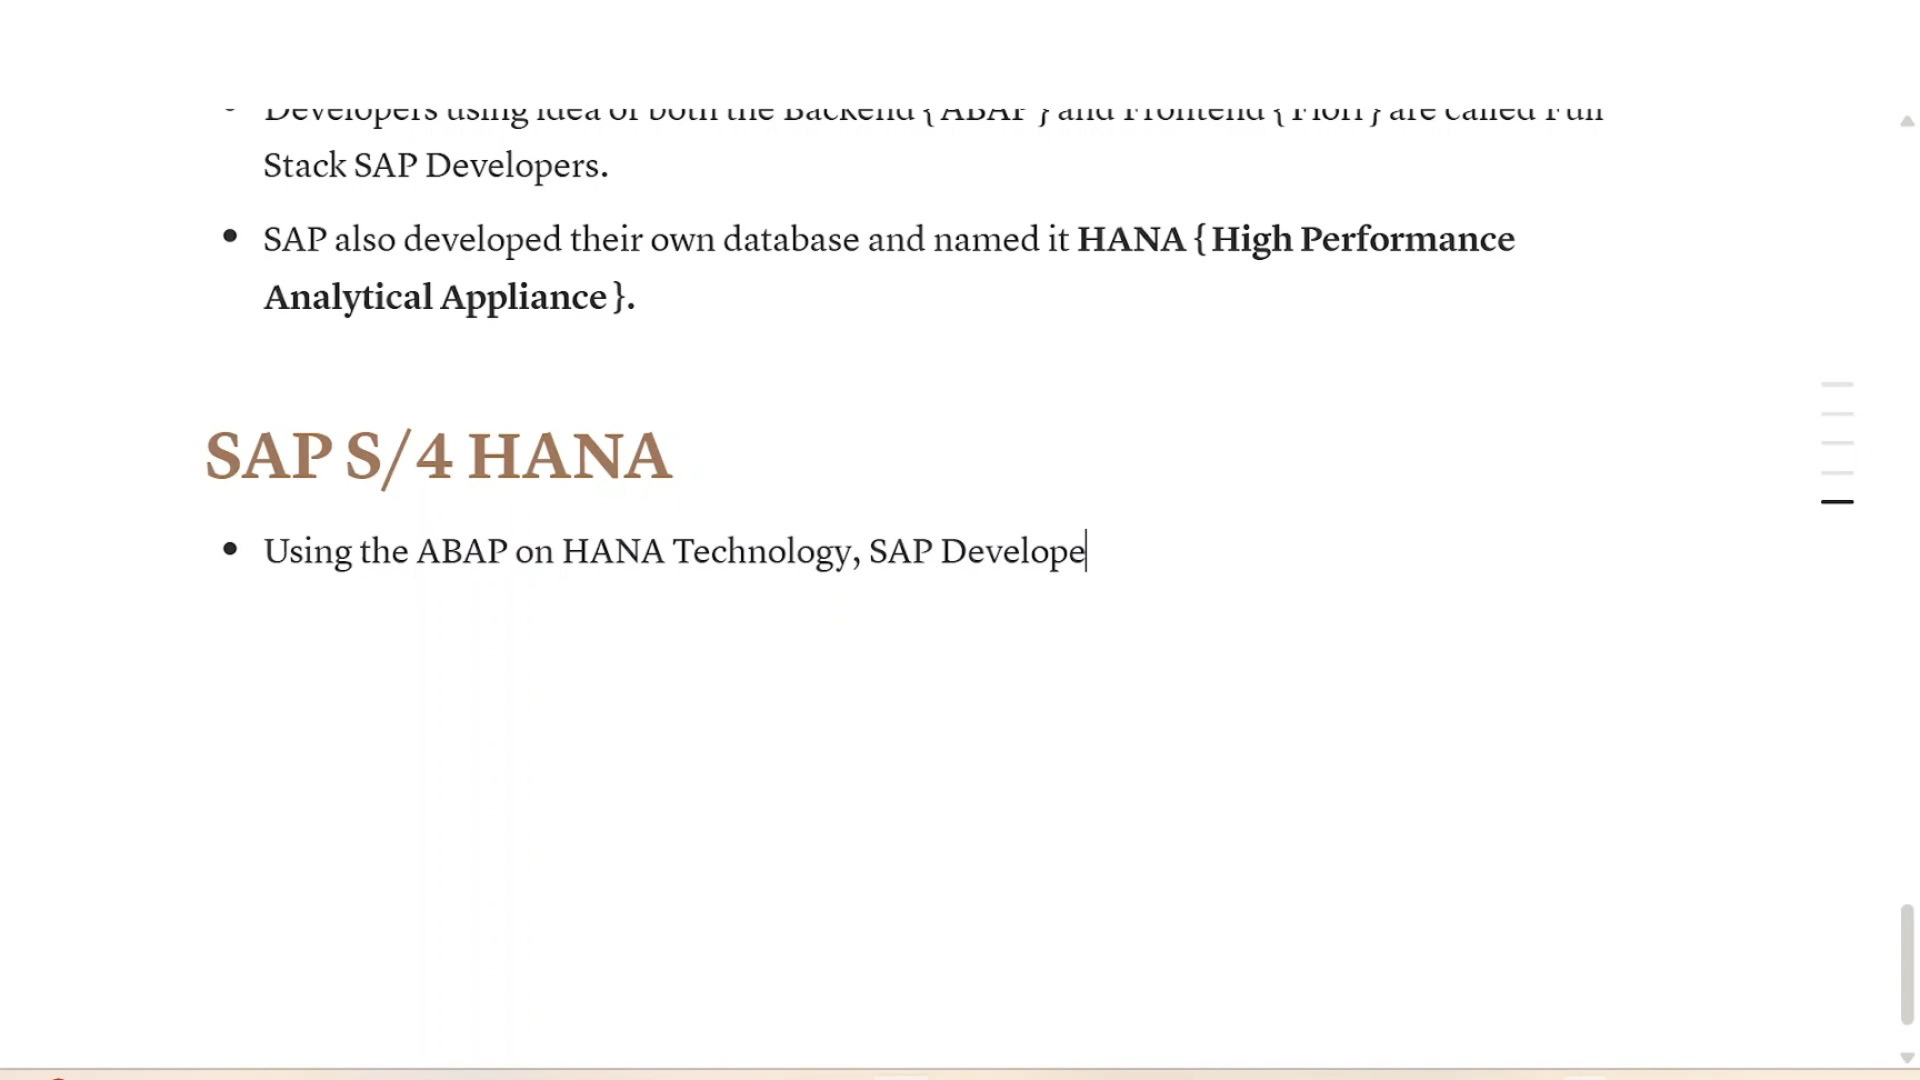 Developers using idea of both the Backend { ABAP } and Frontend { Fiori } are called Full
Stack SAP Developers.
SAP also developed their own database and named it HANA { High Performance
Analytical Appliance }.
SAP S/4 HANA
Using the ABAP on HANA Technology, SAP Develope